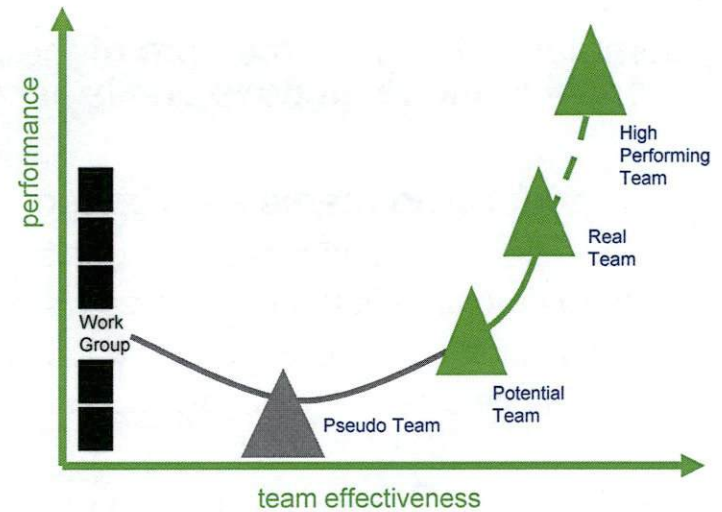 performance
High
Performing
Team
Real
Team
Work
Group
Potential
Team
Pseudo Team
team effectiveness